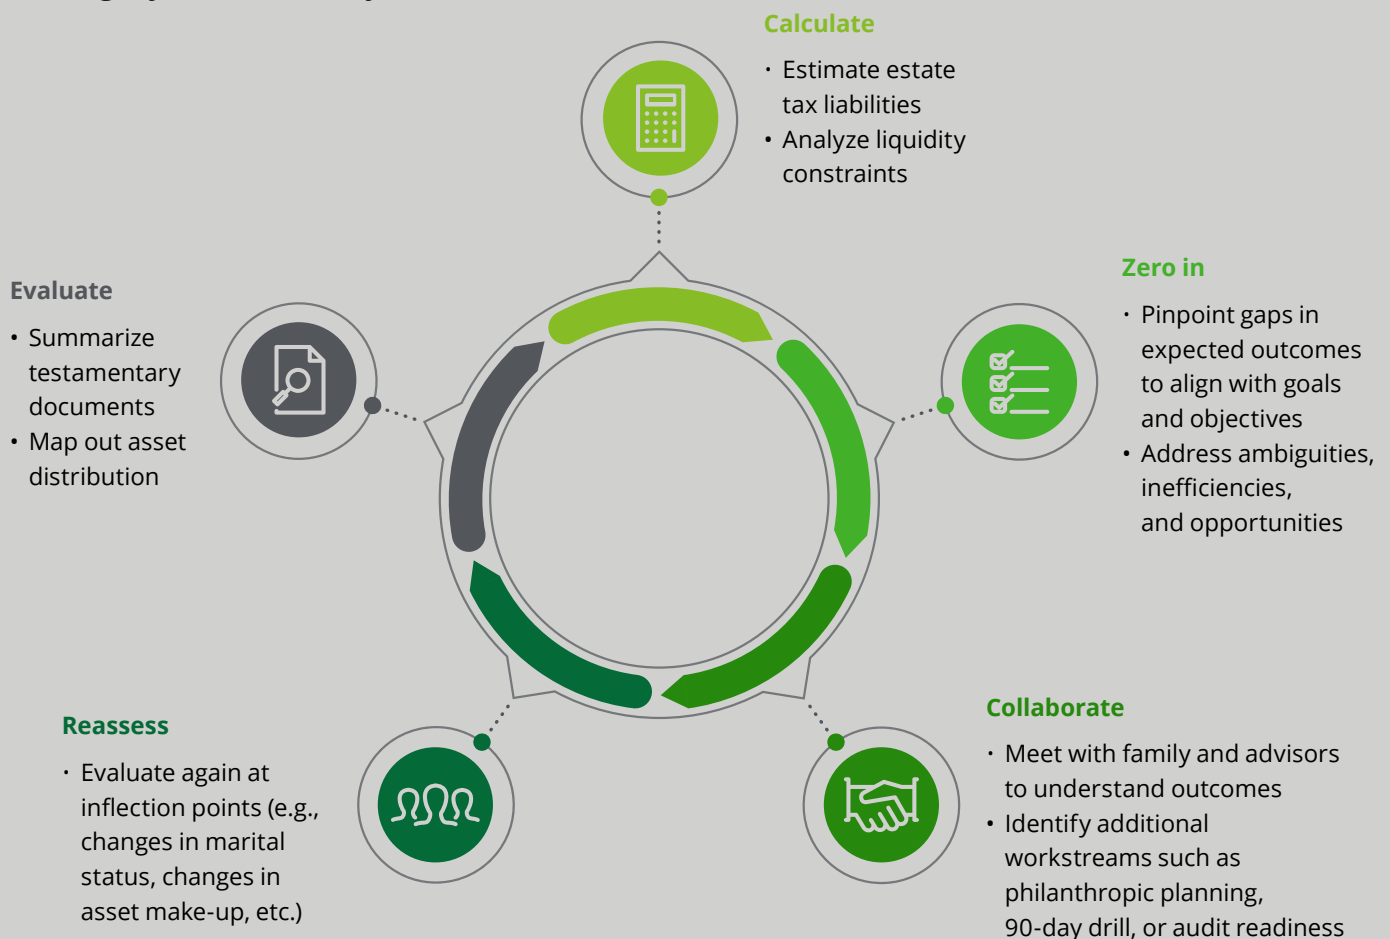 Calculate
• Estimate estate
tax liabilities
• Analyze liquidity
constraints
Zero in
• Pinpoint gaps in
expected outcomes
to align with goals
and objectives
• Address ambiguities,
inefficiencies,
and opportunities
Collaborate
• Meet with family and advisors
to understand outcomes
• Identify additional
workstreams such as
philanthropic planning,
90-day drill, or audit readiness
Reassess
• Evaluate again at
inflection points (e.g.,
changes in marital
status, changes in
asset make-up, etc.)
Evaluate
• Summarize
testamentary
documents
• Map out asset
distribution